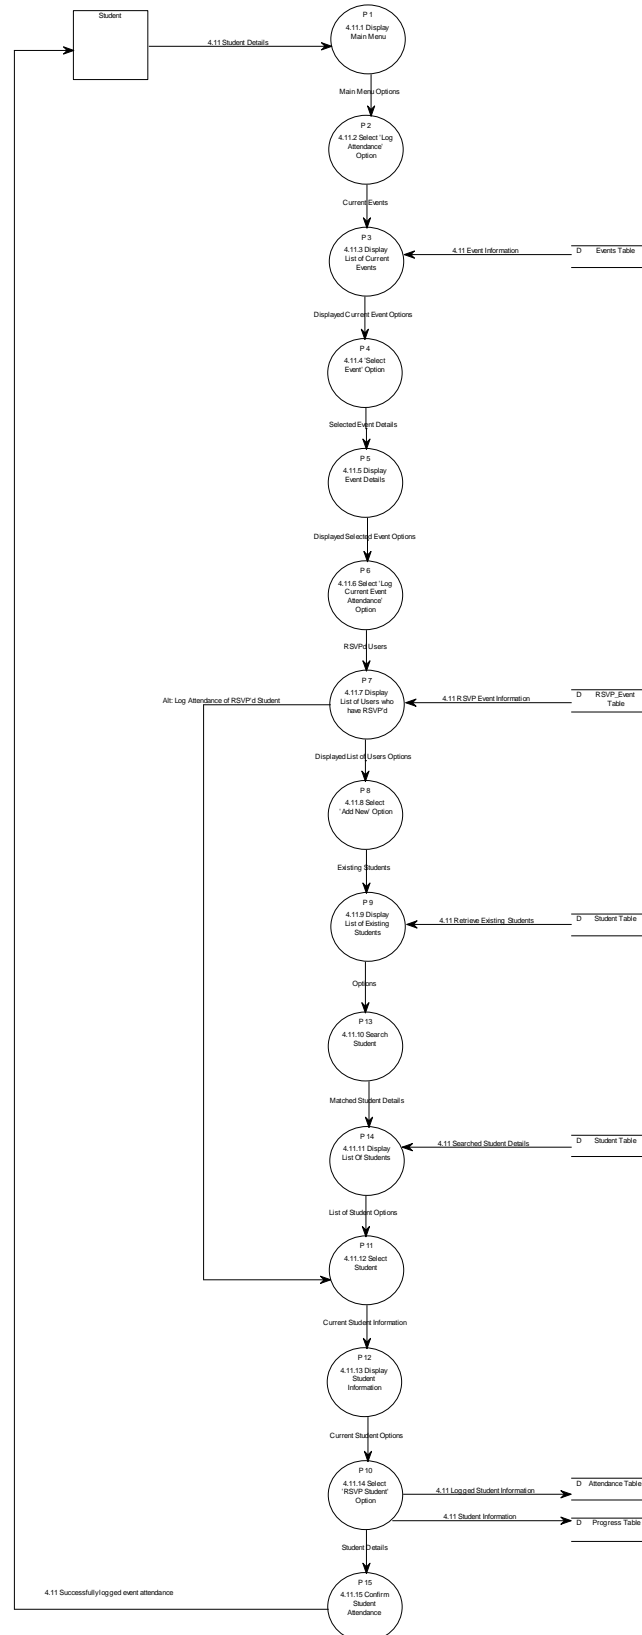 Student
4.11 Student Details
P 1
4.11.1 Display
Main Menu
Main Menu Options
P 2
4.11.2 Select 'Log
Attendance'
Option
Current Events
P 3
4.11.3 Display
List of Current
Events
4.11 Event Information
D Events Table
Displayed Current Event Options
P 4
4.11.4 'Select
Event' Option
Selected Event Details
P 5
4.11.5 Display
Event Details
Displayed Selected Event Options
P 6
4.11.6 Select 'Log
Current Event
Attendance'
Option
RSVPd Users
P 7
4.11.7 Display
List of Users who
have RSVP'd
Alt: Log Attendance of RSVP'd Student
4.11 RSVP Event Information
D RSVP_Event
Table
Displayed List of Users Options
P 8
4.11.8 Select
'Add New' Option
Existing Students
P 9
4.11.9 Display
List of Existing
Students
4.11 Retrieve Existing Students
D Student Table
Options
P 13
4.11.10 Search
Student
Matched Student Details
P 14
4.11.11 Display
List Of Students
4.11 Searched Student Details
D Student Table
List of Student Options
P 11
4.11.12 Select
Student
Current Student Information
P 12
4.11.13 Display
Student
Information
Current Student Options
P 10
4.11.14 Select
'RSVP Student'
Option
4.11 Logged Student Information
D Attendance Table
4.11 Student Information
D Progress Table
Student Details
P 15
4.11.15 Confirm
Student
Attendance
4.11 Successfully logged event attendance